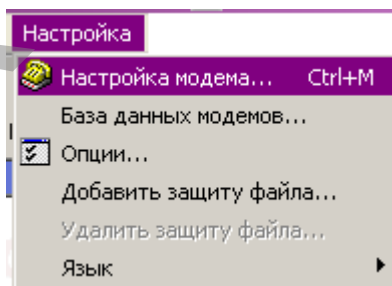 Настройка
Настройка модема... Ctrl+M
База данных модемов...
Опции...
Добавить защиту файла...
Удалить защиту файла...
Язык